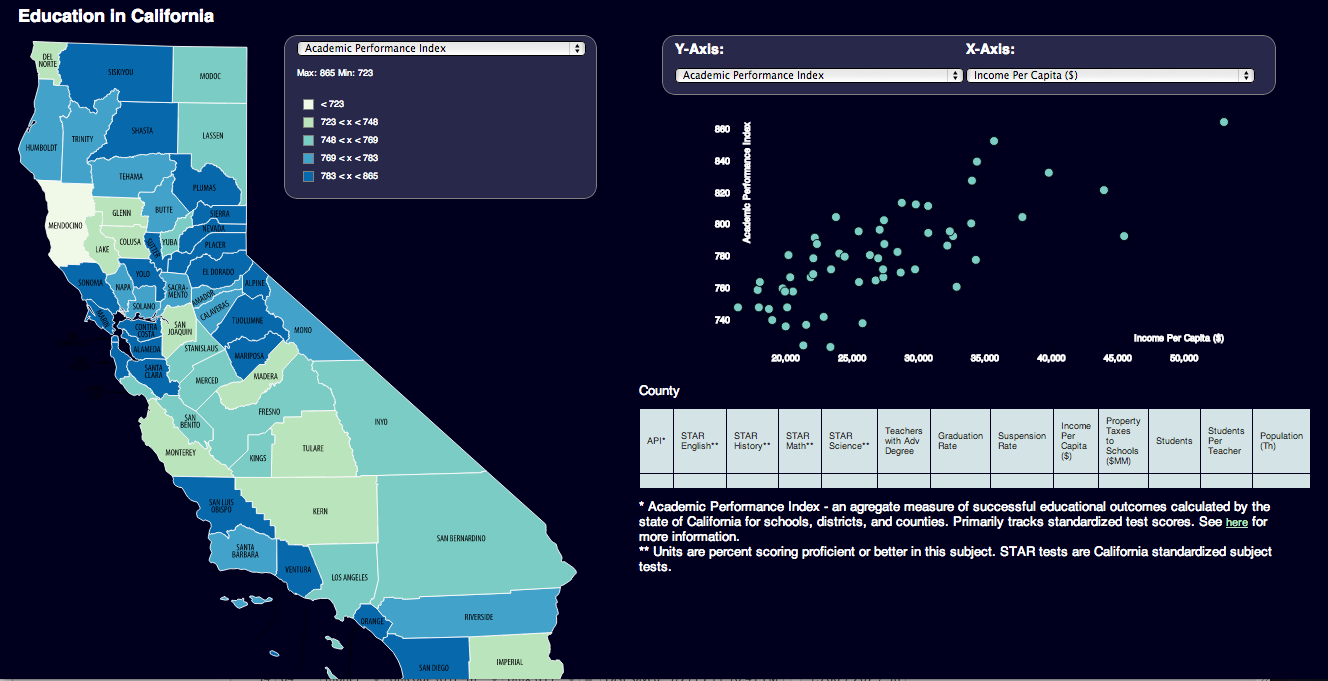 Education in California
Academic Performance Index
Max: 865 Min: 723
< 723
723 < x < 748
748 < x < 769
769 < x < 783
783 < x < 865
DEL
NORTE
SISKIYOU
MODOC
HUMBOLDT
TRINITY
SHASTA
LASSEN
TEHAMA
PLUMAS
MENDOCINO
GLENN
BUTTE
SIERRA
NEVADA
LAKE
COLUSA
SUTTER
YUBA
PLACER
SONOMA
NAPA
YOLO
EL DORADO
SACRA-
MENTO
ALPINE
AMADOR
SOLANO
CALAVERAS
MARIN
CONTRA
COSTA
SAN
JOAQUIN
TUOLUMNE
MONO
ALAMEDA
STANISLAUS
MARIPOSA
SANTA
CLARA
MERCED
MADERA
SAN
BENITO
FRESNO
INYO
MONTEREY
KINGS
TULARE
SAN LUIS
OBISPO
KERN
SAN BERNARDINO
SANTA
BARBARA
VENTURA
LOS ANGELES
ORANGE
RIVERSIDE
SAN DIEGO
IMPERIAL
Y-Axis: X-Axis:
Academic Performance Index Income Per Capita ($)
Academic Performance Index
860
840
820
800
780
760
740
Income Per Capita ($)
20,000 25,000 30,000 35,000 40,000 45,000 50,000
County
API* STAR English** STAR History** STAR Math** STAR Science** Teachers with Adv Degree Graduation Rate Suspension Rate Income Per Capita ($) Property Taxes to Schools ($MM) Students Students Per Teacher Population (Th)
* Academic Performance Index - an agregate measure of successful educational outcomes calculated by the
state of California for schools, districts, and counties. Primarily tracks standardized test scores. See here for
more information.
** Units are percent scoring proficient or better in this subject. STAR tests are California standardized subject
tests.